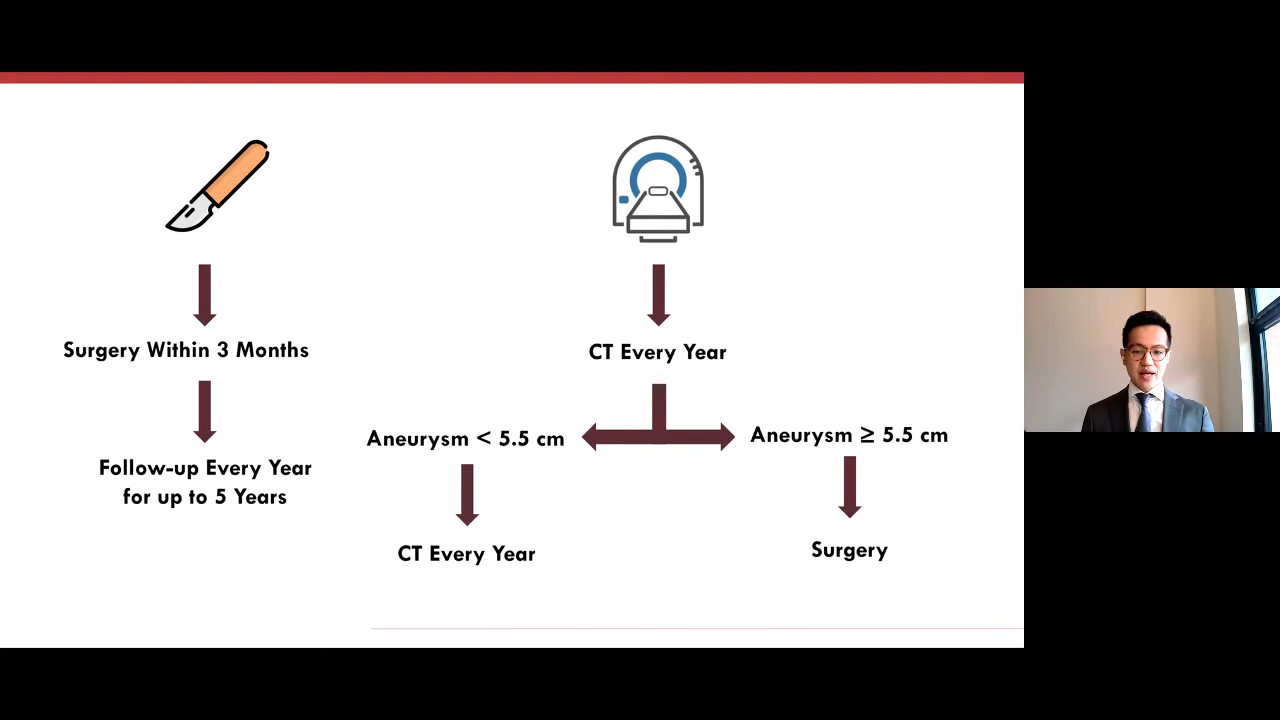 Surgery Within 3 Months
Follow-up Every Year
for up to 5 Years
CT Every Year
Aneurysm < 5.5 cm
Aneurysm ≥ 5.5 cm
CT Every Year
Surgery